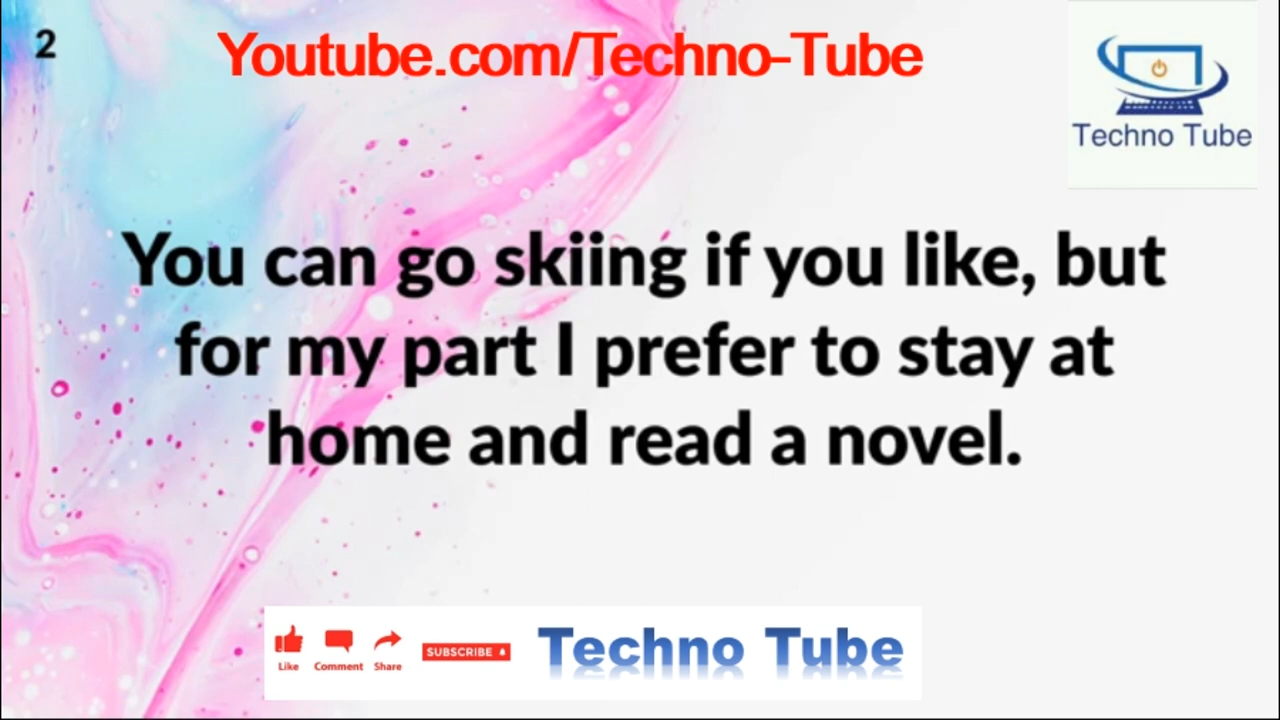 2
Youtube.com/Techno-Tube
Techno Tube
You can go skiing if you like, but
for my part I prefer to stay at
home and read a novel.
Like Comment Share
SUBSCRIBE
Techno Tube